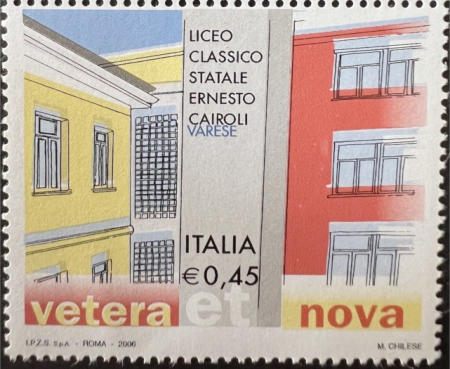 LICEO
CLASSICO
STATALE
ERNESTO
CAIROLI
VARESE
ITALIA
€ 0,45
vetera et nova
I.P.Z.S. S.p.A. - ROMA - 2006
M. CHILESE